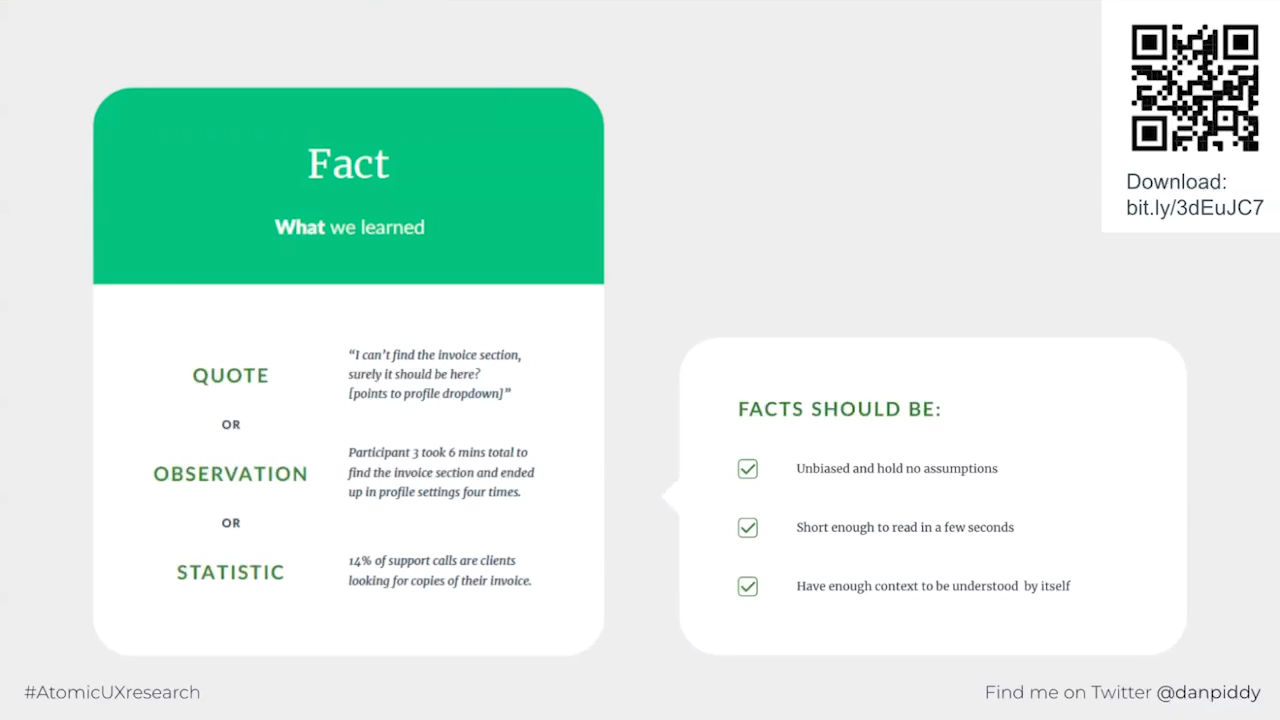 Download:
bit.ly/3dEuJC7
Fact
What we learned
QUOTE
“I can’t find the invoice section,
surely it should be here?
[points to profile dropdown]”
OR
OBSERVATION
Participant 3 took 6 mins total to
find the invoice section and ended
up in profile settings four times.
OR
STATISTIC
14% of support calls are clients
looking for copies of their invoice.
FACTS SHOULD BE:
Unbiased and hold no assumptions
Short enough to read in a few seconds
Have enough context to be understood by itself
#AtomicUXresearch
Find me on Twitter @danpiddy